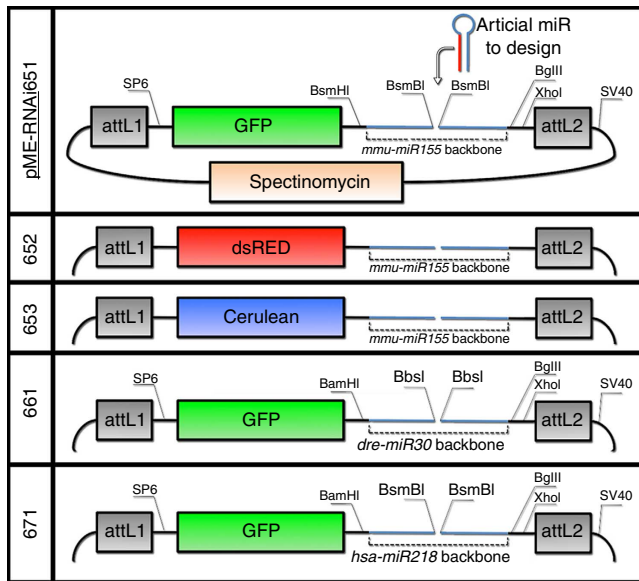 Articial miR
to design
pME-RNAi651
SP6
BsmHI
BsmBI
BsmBI
BglII
XhoI
SV40
attL1
GFP
attL2
mmu-miR155 backbone
Spectinomycin
652
attL1
dsRED
attL2
mmu-miR155 backbone
653
attL1
Cerulean
attL2
mmu-miR155 backbone
661
SP6
BamHI
BbsI
BbsI
BglII
XhoI
SV40
attL1
GFP
attL2
dre-miR30 backbone
671
SP6
BamHI
BsmBI
BsmBI
BglII
XhoI
SV40
attL1
GFP
attL2
hsa-miR218 backbone